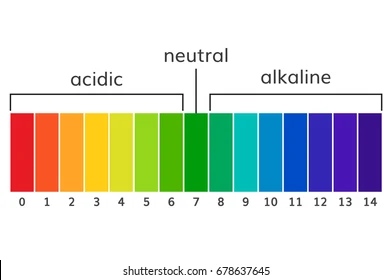 neutral
acidic
alkaline
0 1 2 3 4 5 6 7 8 9 10 11 12 13 14
shutterstock.com · 678637645